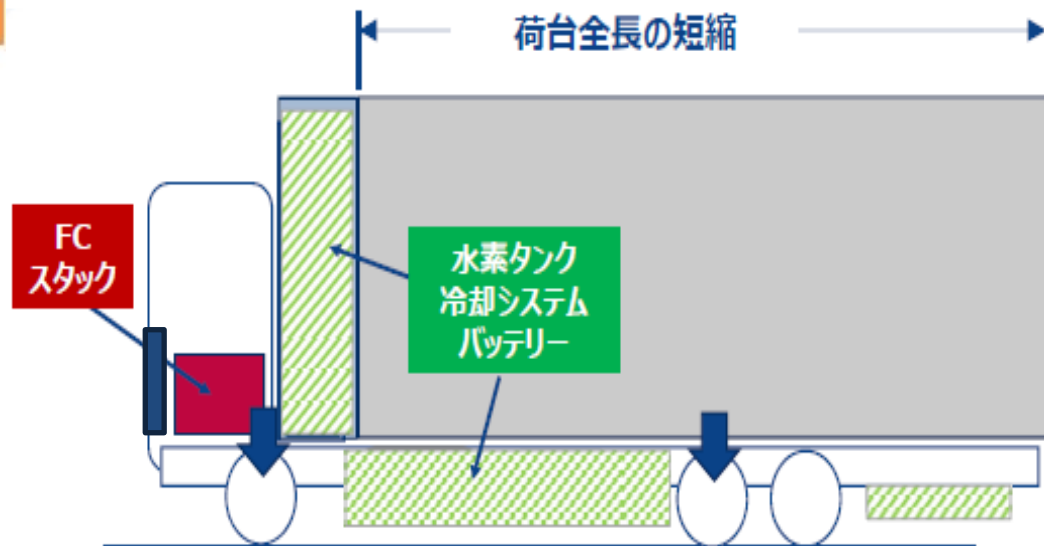 荷台全長の短縮
FC
スタック
水素タンク
冷却システム
バッテリー